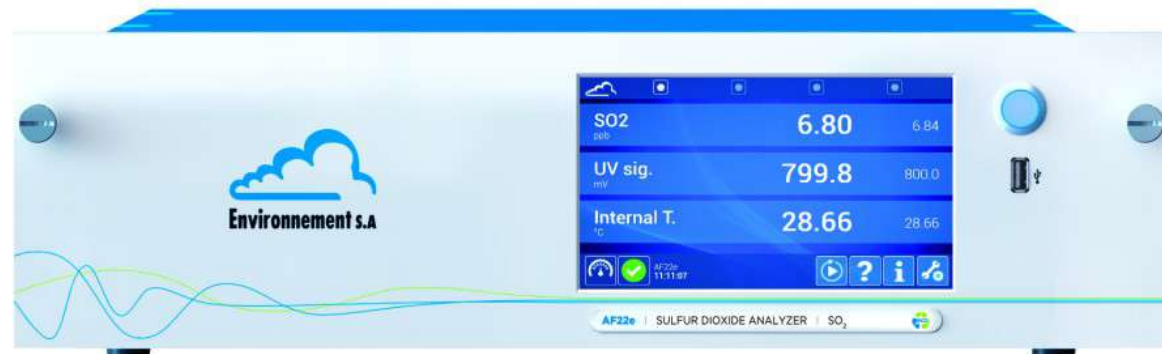 Environnement S.A
SO2
ppb
6.80
6.84
UV sig.
mV
799.8
800.0
Internal T.
°C
28.66
28.66
AF22e
11:11:07
? i
AF22e | SULFUR DIOXIDE ANALYZER | SO₂